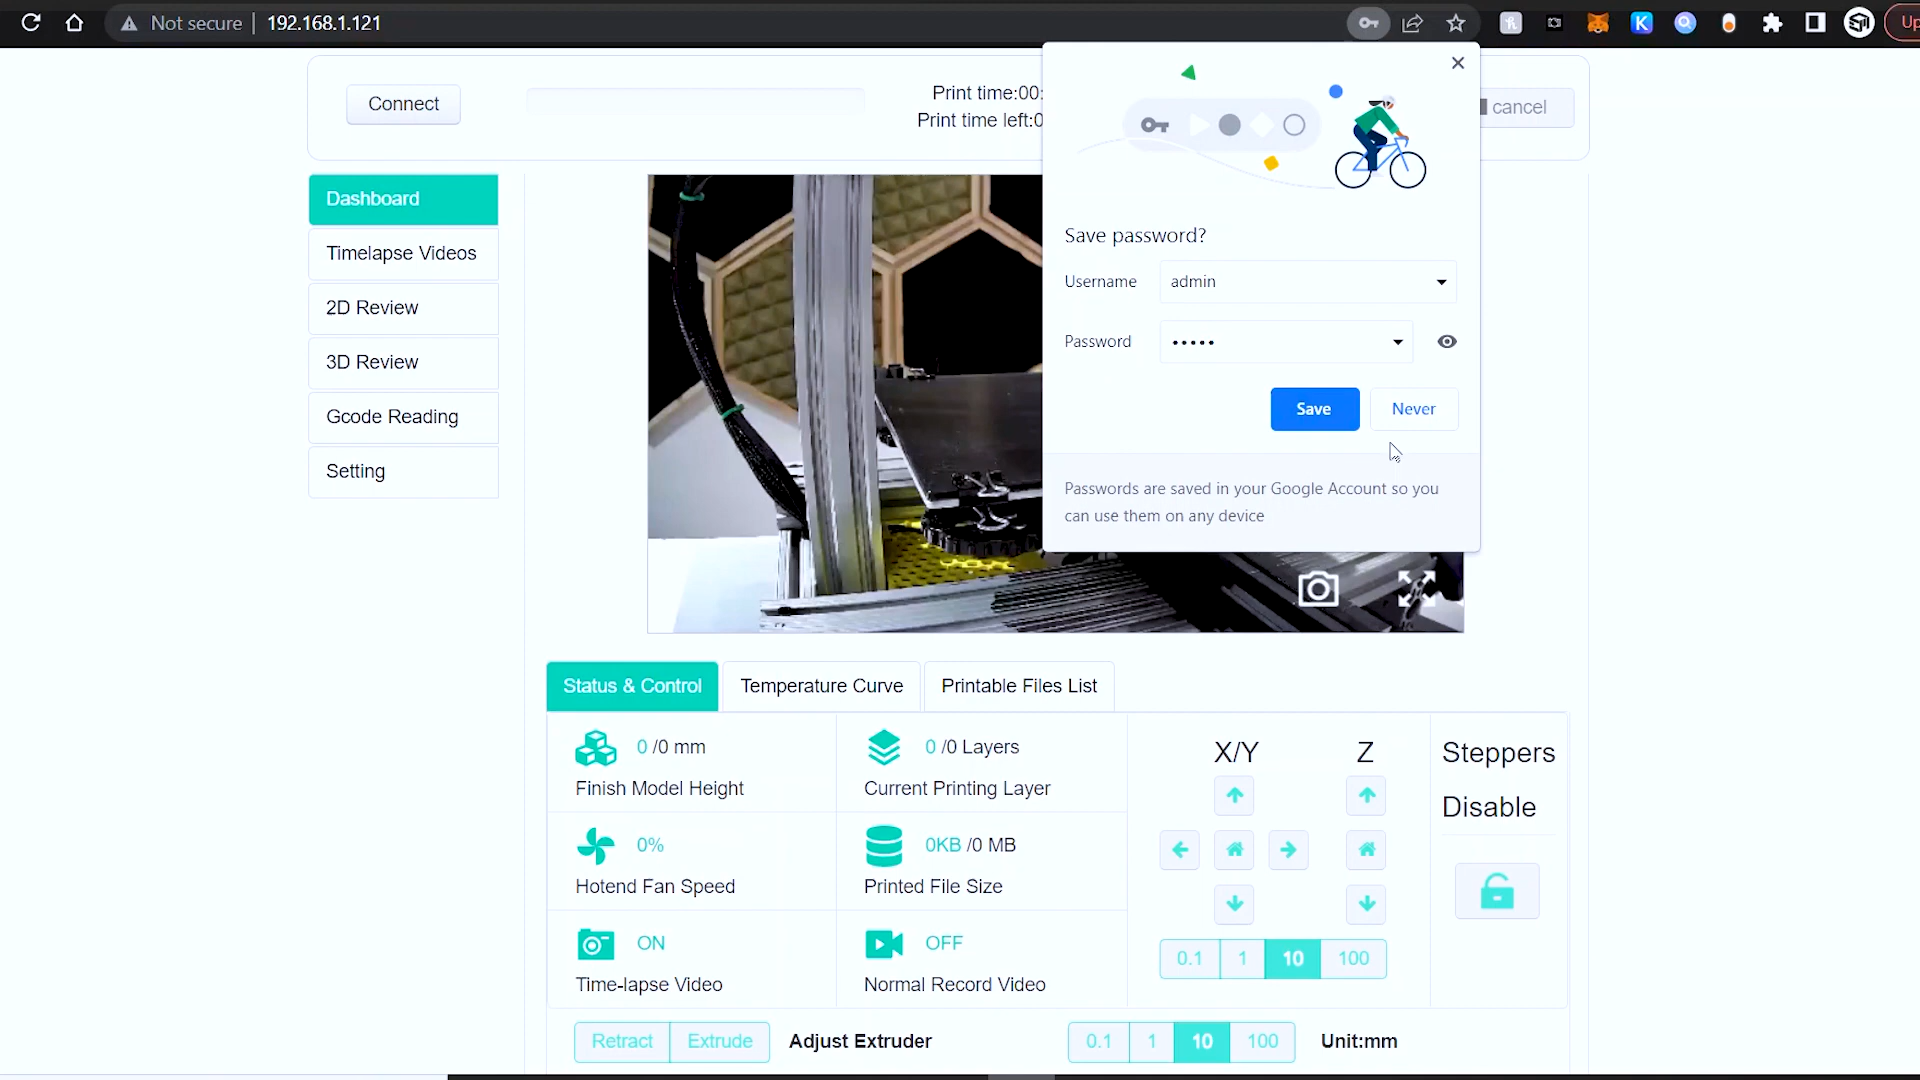 Not secure | 192.168.1.121
K
Up
Connect
Print time:00:
Print time left:0
cancel
Dashboard
Timelapse Videos
2D Review
3D Review
Gcode Reading
Setting
Save password?
Username
admin
Password
•••••
Save
Never
Passwords are saved in your Google Account so you
can use them on any device
Status & Control
Temperature Curve
Printable Files List
0 /0 mm
Finish Model Height
0 /0 Layers
Current Printing Layer
0%
Hotend Fan Speed
0KB /0 MB
Printed File Size
ON
Time-lapse Video
OFF
Normal Record Video
X/Y
Z
0.1
1
10
100
Steppers
Disable
Retract
Extrude
Adjust Extruder
0.1
1
10
100
Unit:mm